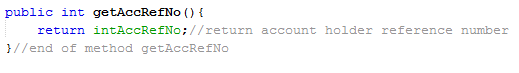 public int getAccRefNo(){
    return intAccRefNo;//return account holder reference number
}//end of method getAccRefNo